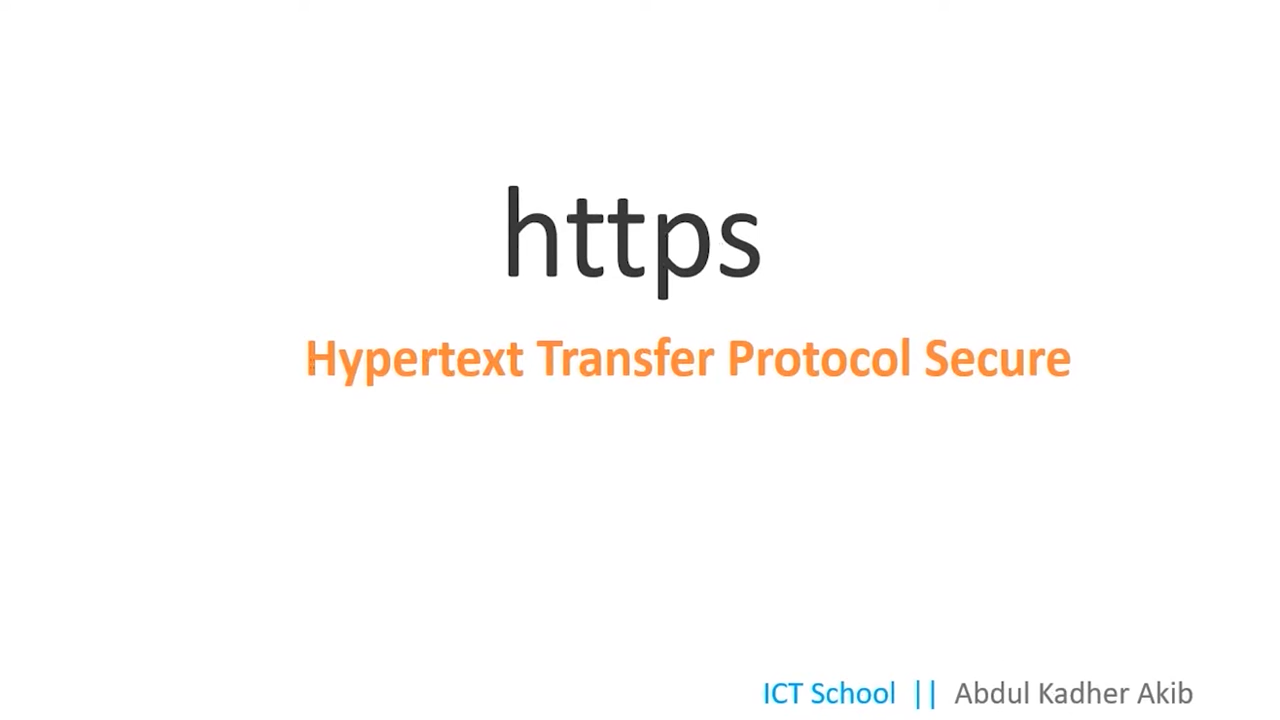 https
Hypertext Transfer Protocol Secure
ICT School || Abdul Kadher Akib